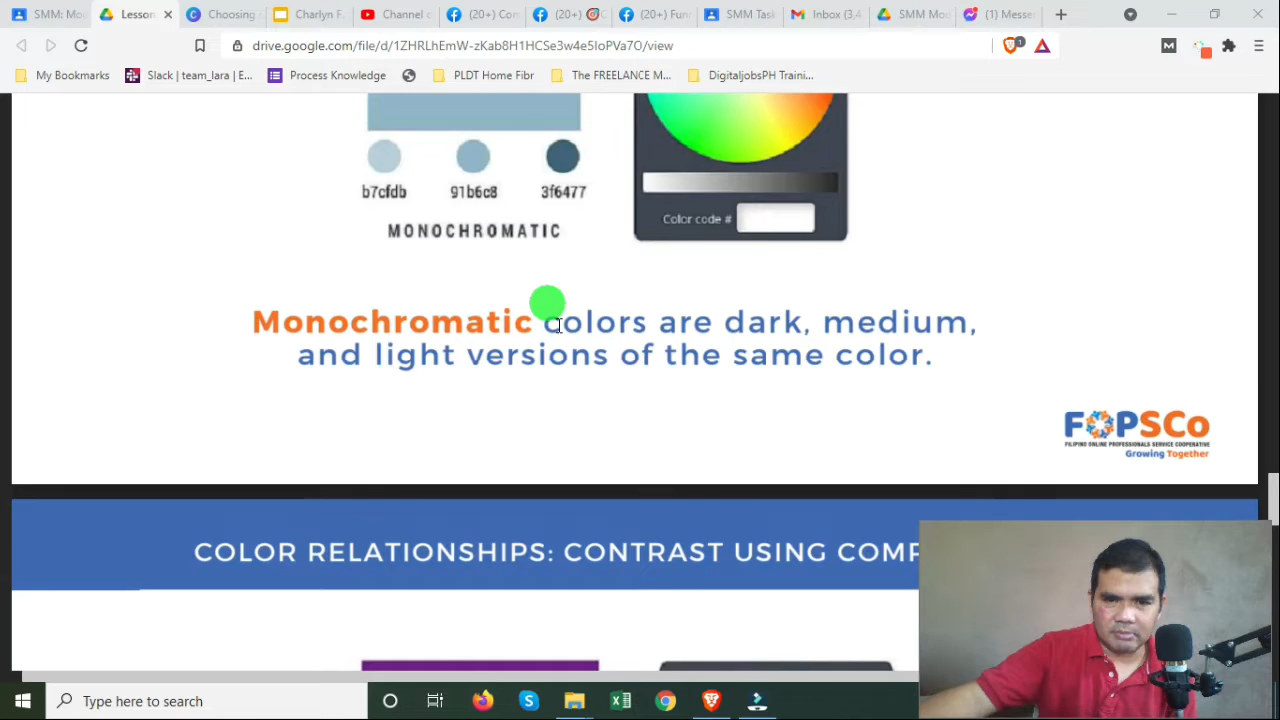 SMM: Mo
Lesson
Choosing
Charlyn F.
Channel
(20+) Con
(20+)
(20+) Fun
SMM Task
Inbox (3,4
SMM Mo
(1) Messe
drive.google.com/file/d/1ZHRLhEmW-zKab8H1HCSe3w4e5IoPVa7O/view
1
M
My Bookmarks
Slack | team_lara | E...
Process Knowledge
PLDT Home Fibr
The FREELANCE M...
DigitaljobsPH Traini...
b7cfdb 91b6c8 3f6477
MONOCHROMATIC
Color code #
Monochromatic colors are dark, medium,
and light versions of the same color.
FOPSCo
FILIPINO ONLINE PROFESSIONALS SERVICE COOPERATIVE
Growing Together
COLOR RELATIONSHIPS: CONTRAST USING COMP
Type here to search